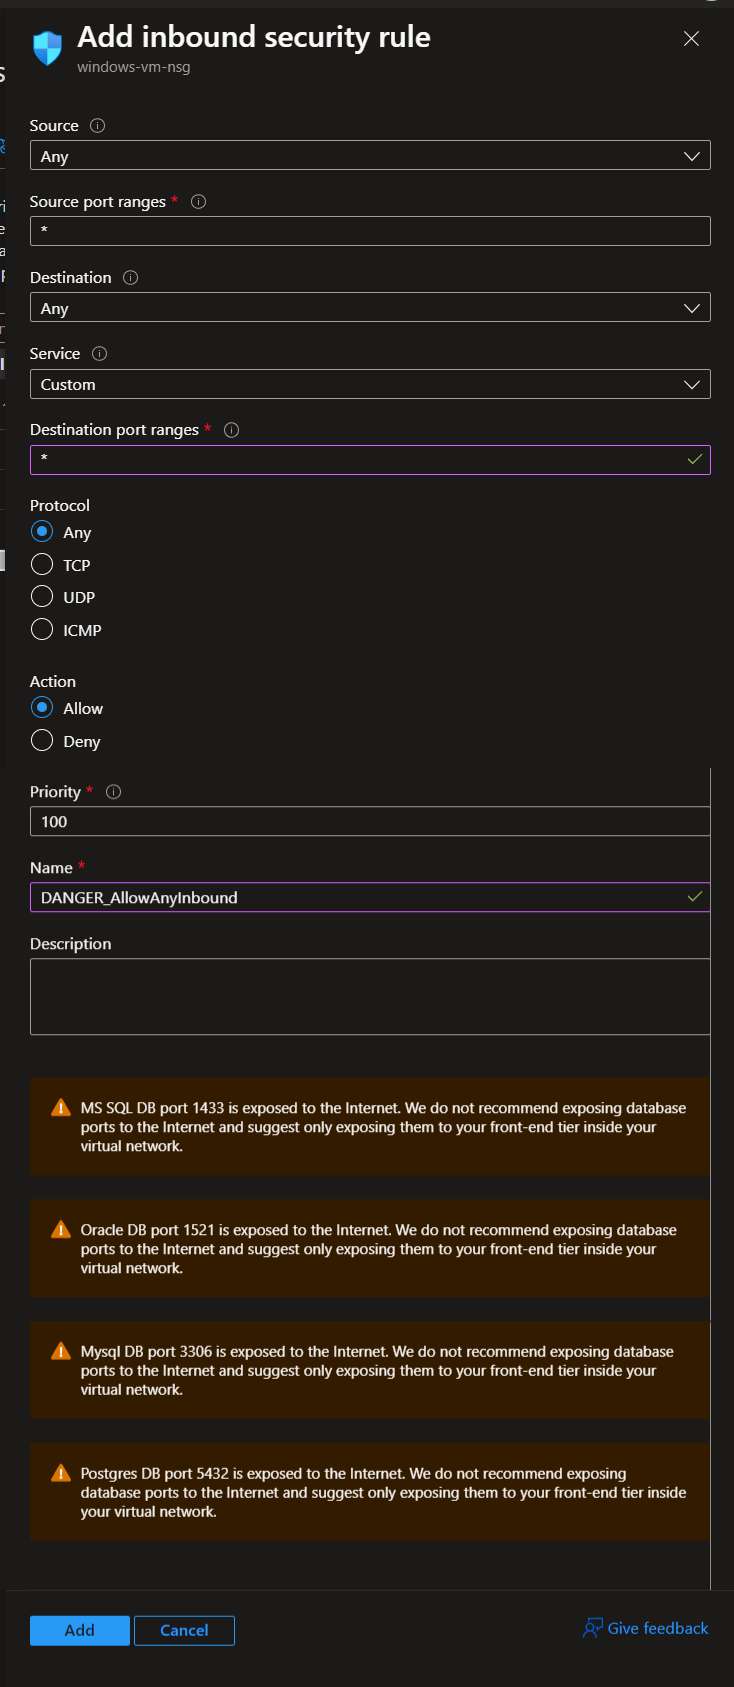 Add inbound security rule
windows-vm-nsg
Source
Any
Source port ranges *
*
Destination
Any
Service
Custom
Destination port ranges *
*
Protocol
Any
TCP
UDP
ICMP
Action
Allow
Deny
Priority *
100
Name *
DANGER_AllowAnyInbound
Description
MS SQL DB port 1433 is exposed to the Internet. We do not recommend exposing database
ports to the Internet and suggest only exposing them to your front-end tier inside your
virtual network.
Oracle DB port 1521 is exposed to the Internet. We do not recommend exposing database
ports to the Internet and suggest only exposing them to your front-end tier inside your
virtual network.
Mysql DB port 3306 is exposed to the Internet. We do not recommend exposing database
ports to the Internet and suggest only exposing them to your front-end tier inside your
virtual network.
Postgres DB port 5432 is exposed to the Internet. We do not recommend exposing
database ports to the Internet and suggest only exposing them to your front-end tier inside
your virtual network.
Add
Cancel
Give feedback